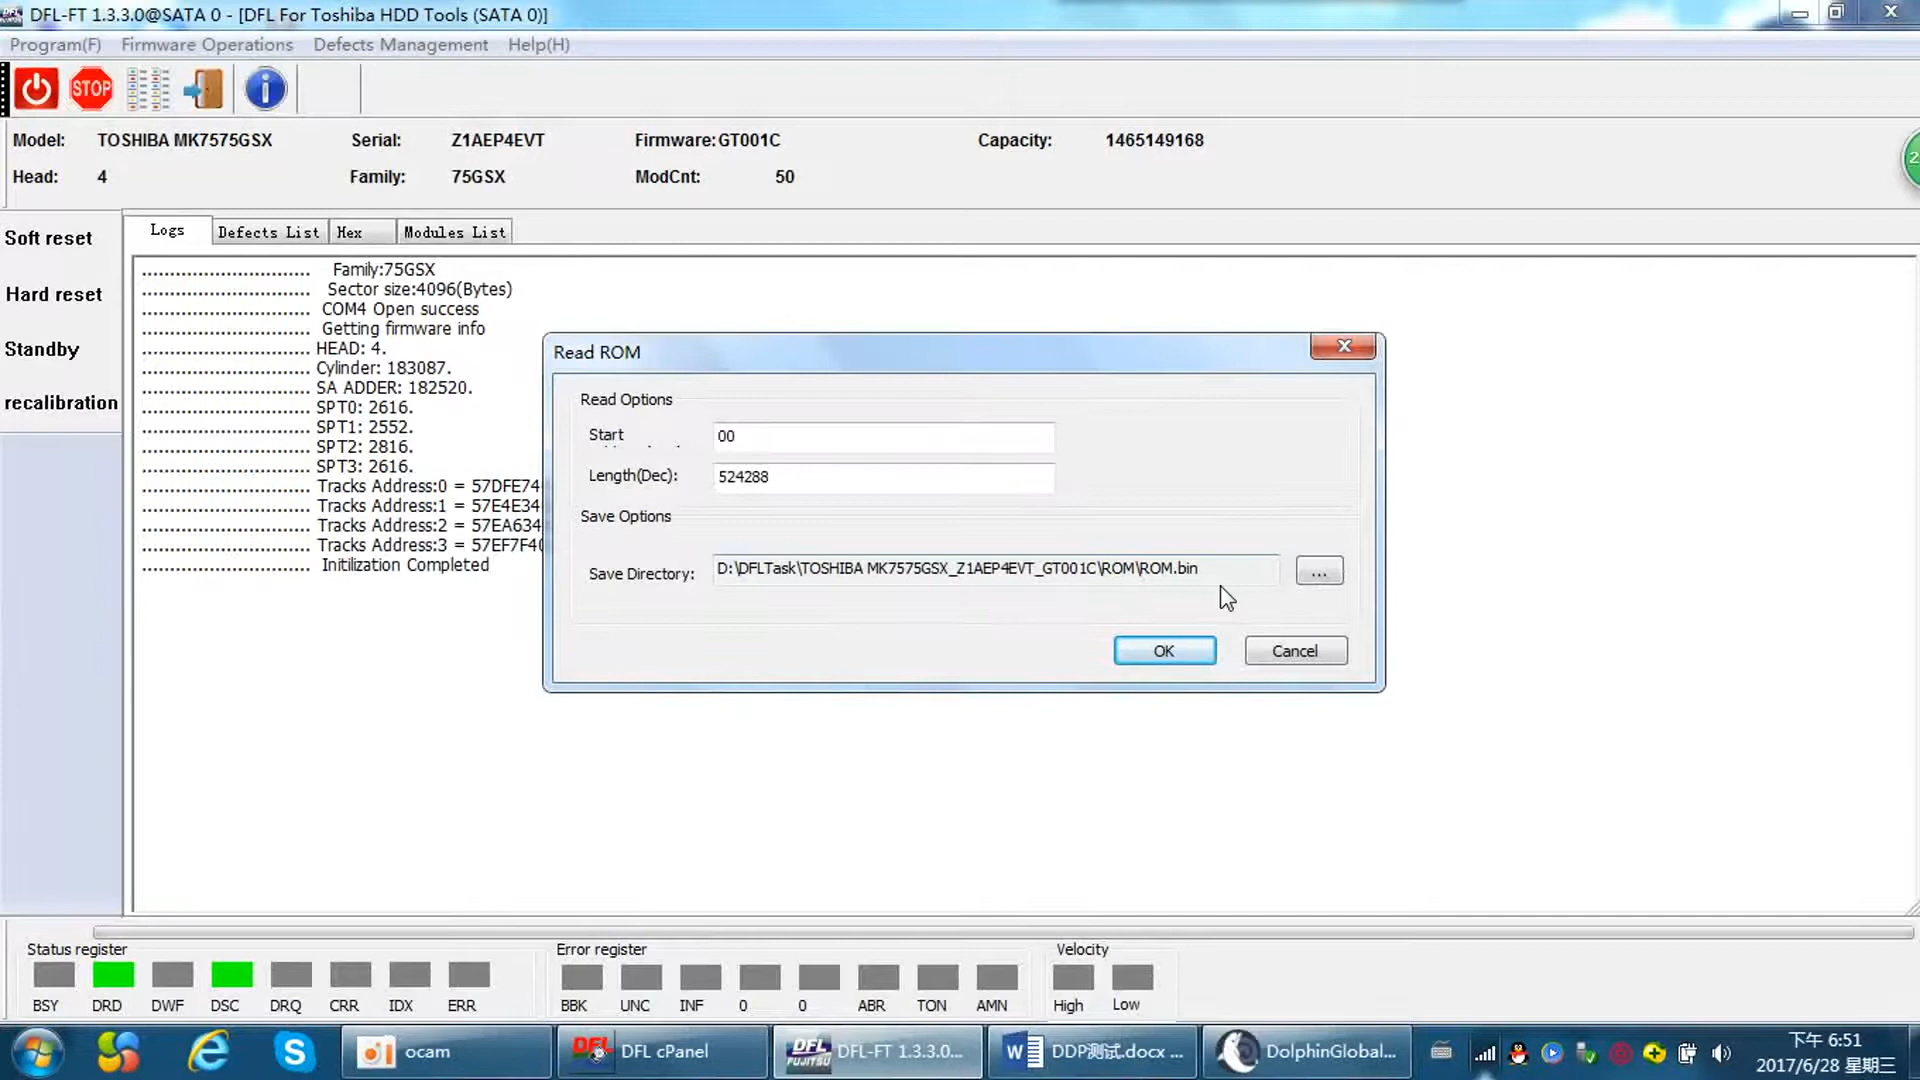 DFL-FT 1.3.3.0@SATA 0 - [DFL For Toshiba HDD Tools (SATA 0)]
Program(F) Firmware Operations Defects Management Help(H)
STOP
Model: TOSHIBA MK7575GSX Serial: Z1AEP4EVT Firmware: GT001C Capacity: 1465149168
Head: 4 Family: 75GSX ModCnt: 50
2
Soft reset
Hard reset
Standby
recalibration
Logs Defects List Hex Modules List
.............................. Family:75GSX
.............................. Sector size:4096(Bytes)
.............................. COM4 Open success
.............................. Getting firmware info
.............................. HEAD: 4.
.............................. Cylinder: 183087.
.............................. SA ADDER: 182520.
.............................. SPT0: 2616.
.............................. SPT1: 2552.
.............................. SPT2: 2816.
.............................. SPT3: 2616.
.............................. Tracks Address:0 = 57DFE74
.............................. Tracks Address:1 = 57E4E34
.............................. Tracks Address:2 = 57EA634
.............................. Tracks Address:3 = 57EF7F40
.............................. Initilization Completed
Read ROM
Read Options
Start 00
Length(Dec): 524288
Save Options
Save Directory: D:\DFLTask\TOSHIBA MK7575GSX_Z1AEP4EVT_GT001C\ROM\ROM.bin ...
OK Cancel
Status register Error register Velocity
BSY DRD DWF DSC DRQ CRR IDX ERR BBK UNC INF 0 0 ABR TON AMN High Low
ocam DFL DFL cPanel DFL FUJITSU DFL-FT 1.3.3.0... DDP测试.docx ... DolphinGlobal...
下午 6:51
2017/6/28 星期三